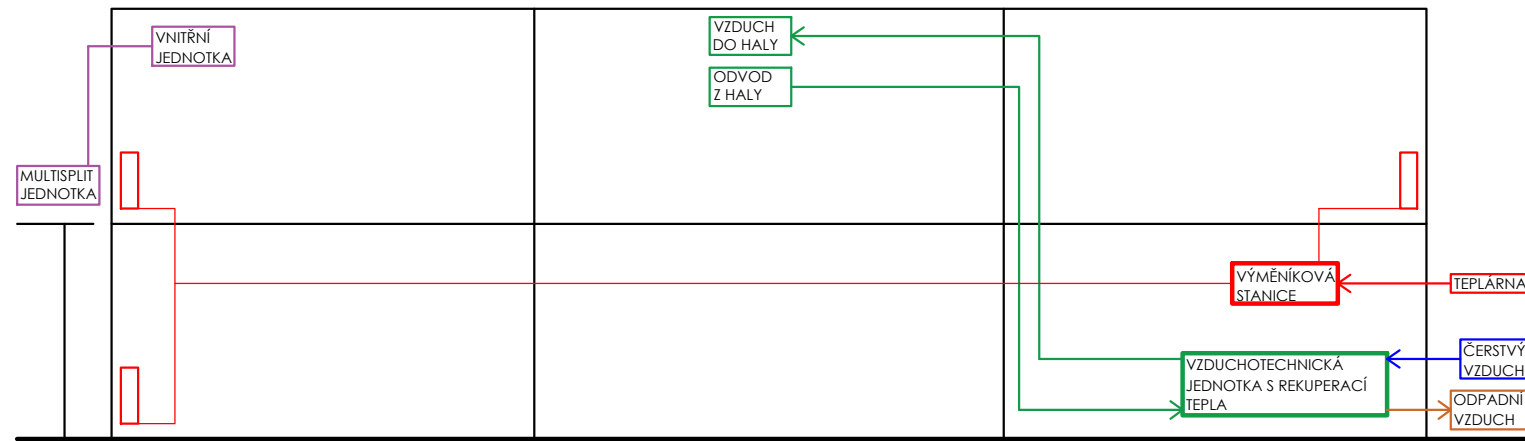 VNITŘNÍ
JEDNOTKA
VZDUCH
DO HALY
ODVOD
Z HALY
MULTISPLIT
JEDNOTKA
VÝMĚNÍKOVÁ
STANICE
TEPLÁRNA
VZDUCHOTECHNICKÁ
JEDNOTKA S REKUPERACÍ
TEPLA
ČERSTVÝ
VZDUCH
ODPADNÍ
VZDUCH